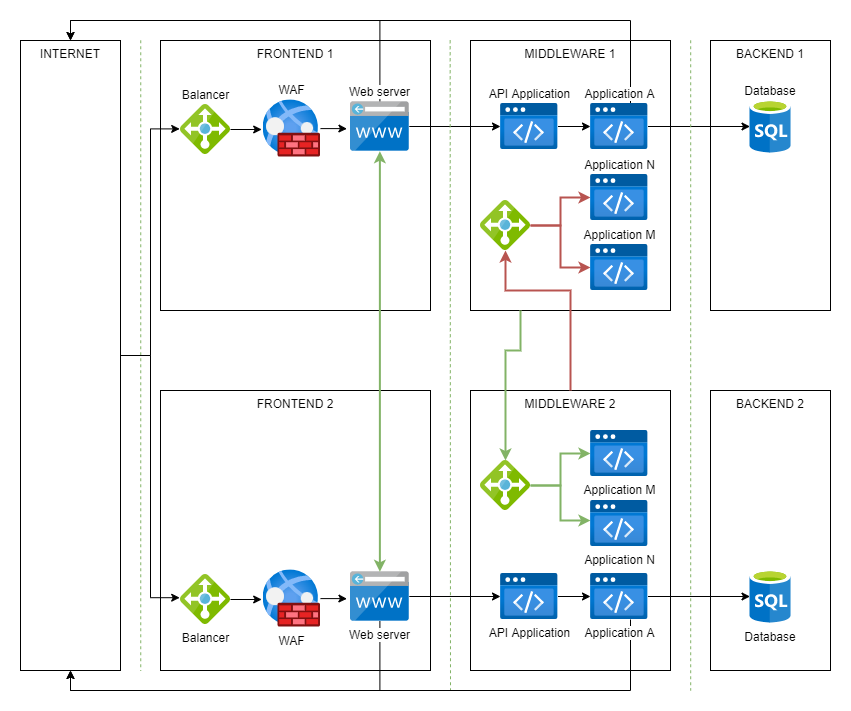 INTERNET
FRONTEND 1
MIDDLEWARE 1
BACKEND 1
Balancer
WAF
Web server
API Application
Application A
Database
WWW
SQL
Application N
Application M
FRONTEND 2
MIDDLEWARE 2
BACKEND 2
Application M
Application N
WWW
SQL
Balancer
WAF
Web server
API Application
Application A
Database